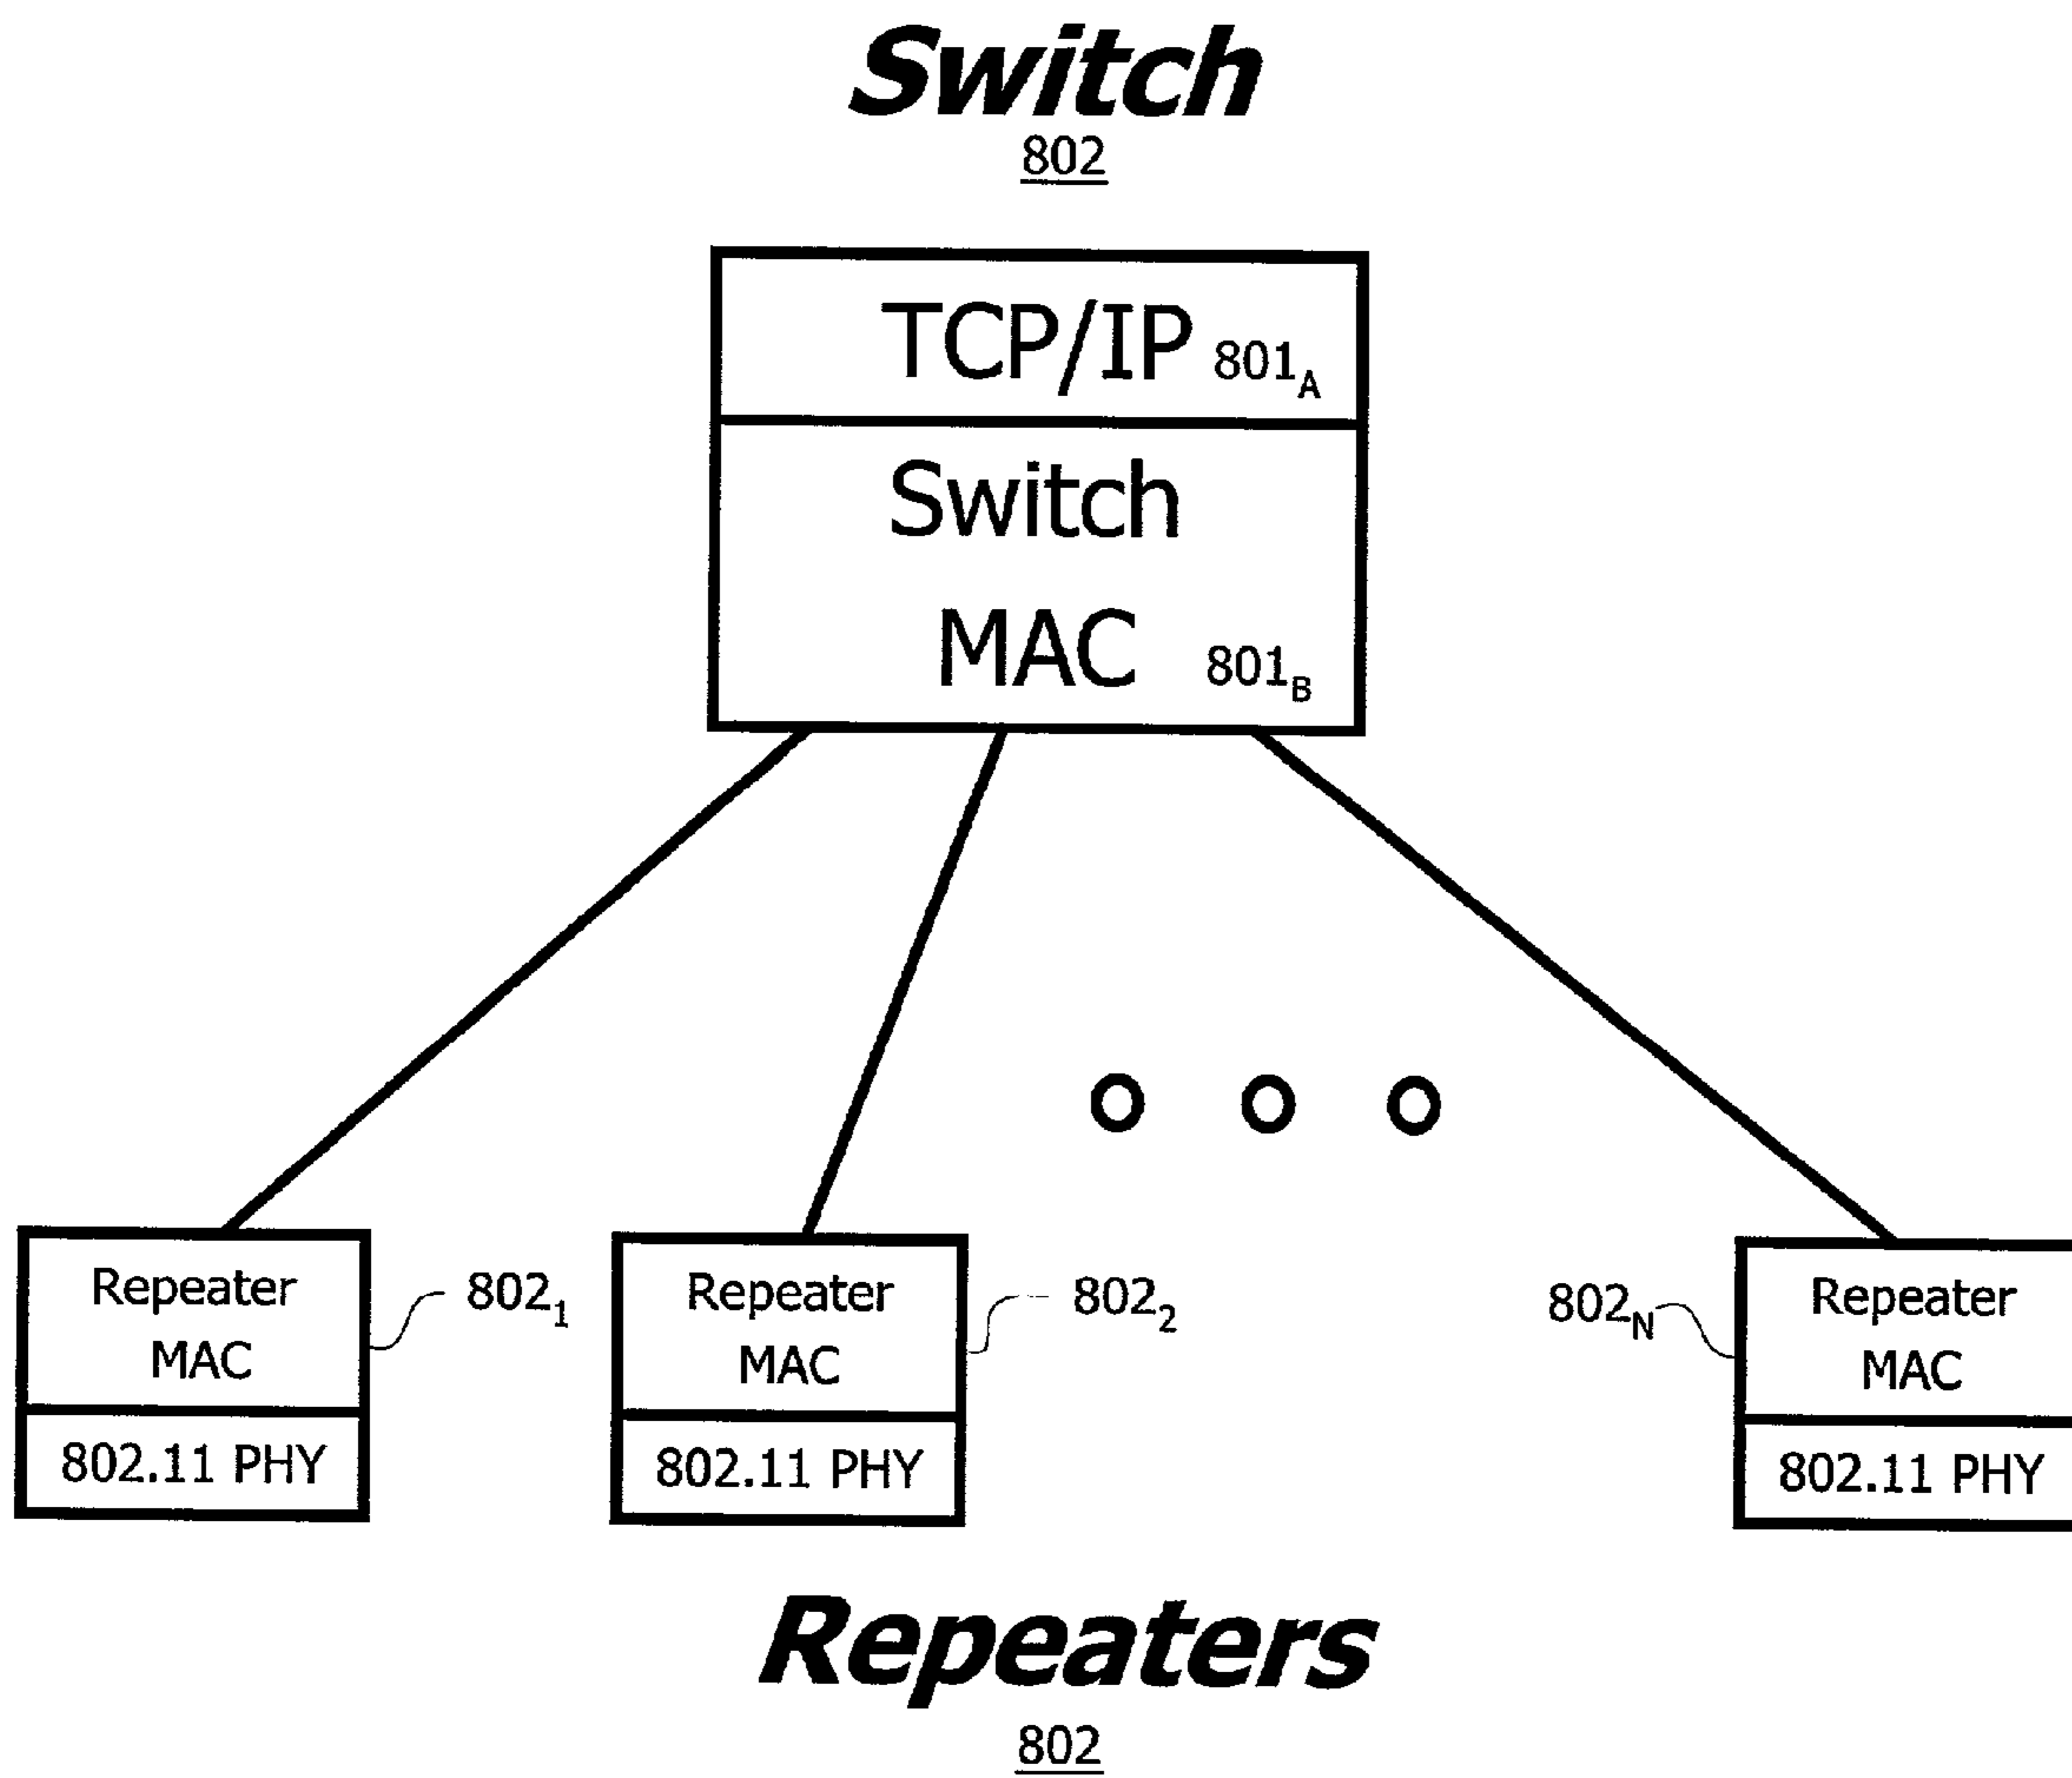 Switch
802
TCP/IP 801A
Switch
MAC 801B
Repeater
MAC
802.11 PHY
8021
Repeater
MAC
802.11 PHY
8022
802N
Repeater
MAC
802.11 PHY
Repeaters
802